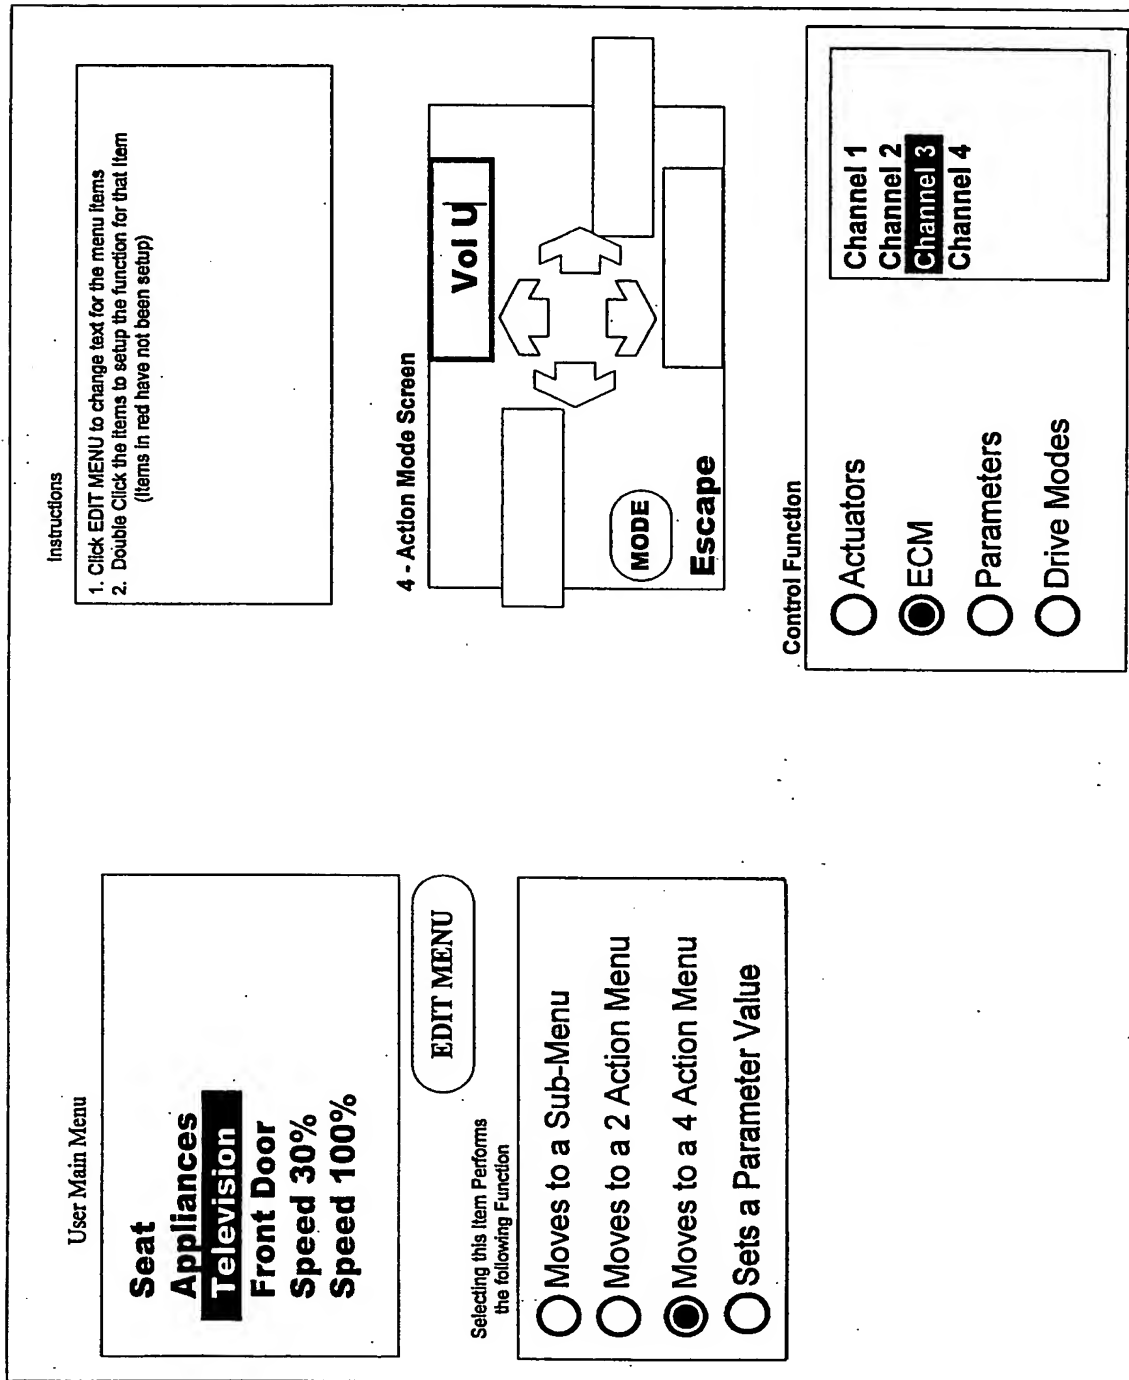 User Main Menu
Seat
Appliances
Television
Front Door
Speed 30%
Speed 100%
EDIT MENU
Selecting this Item Performs
the following Function
Moves to a Sub-Menu
Moves to a 2 Action Menu
Moves to a 4 Action Menu
Sets a Parameter Value
Instructions
1. Click EDIT MENU to change text for the menu items
2. Double Click the items to setup the function for that Item
(Items in red have not been setup)
4 - Action Mode Screen
Vol U
MODE
Escape
Control Function
Actuators
ECM
Parameters
Drive Modes
Channel 1
Channel 2
Channel 3
Channel 4